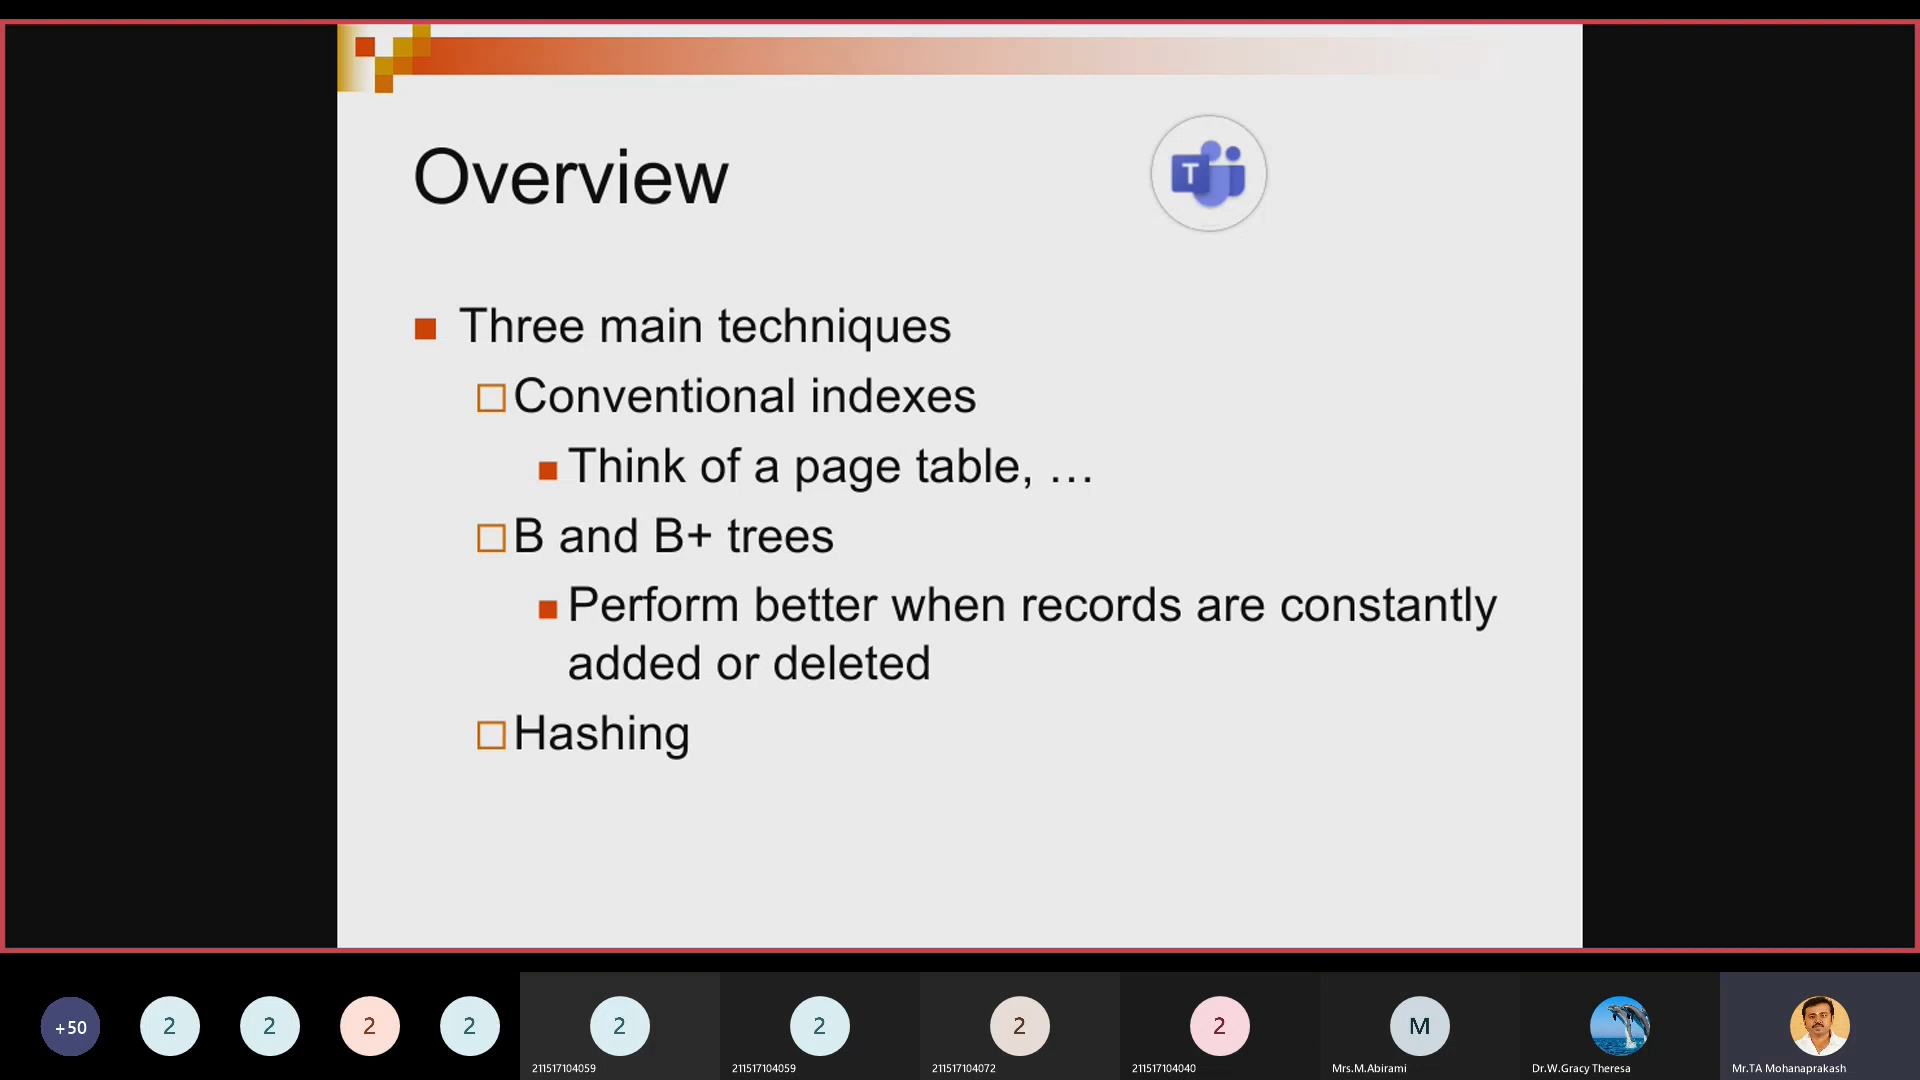 Overview
T
Three main techniques
Conventional indexes
Think of a page table, …
B and B+ trees
Perform better when records are constantly
added or deleted
Hashing
+50
2
2
2
2
2
2
2
2
M
211517104059
211517104059
211517104072
211517104040
Mrs.M.Abirami
Dr.W.Gracy Theresa
Mr.TA Mohanaprakash